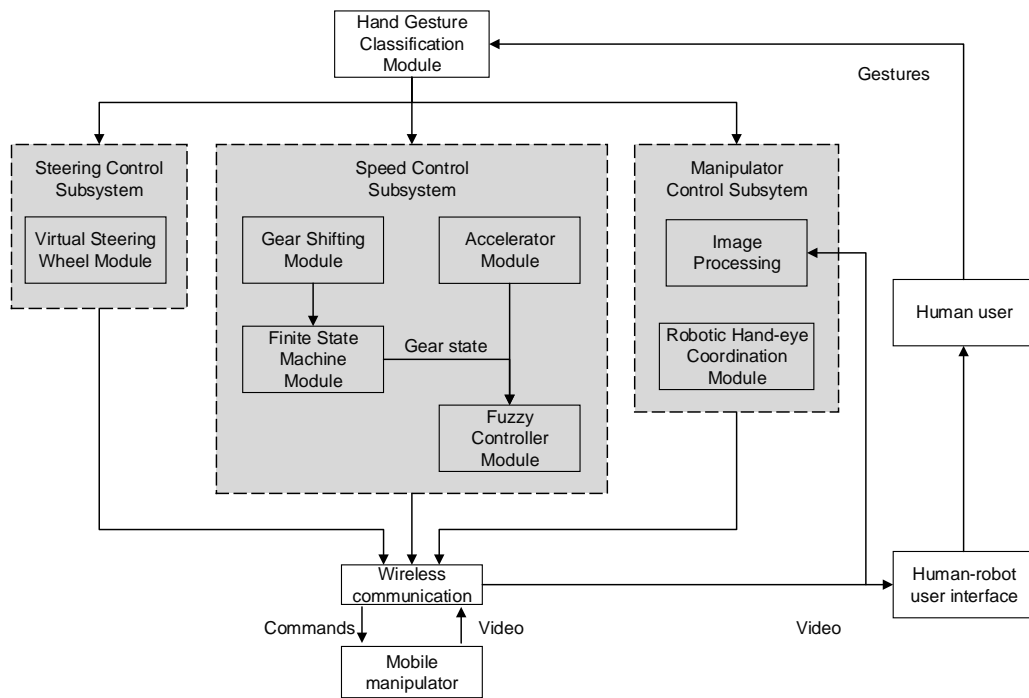 Hand Gesture
Classification
Module
Gestures
Steering Control
Subsystem
Virtual Steering
Wheel Module
Speed Control
Subsystem
Gear Shifting
Module
Accelerator
Module
Finite State
Machine
Module
Gear state
Fuzzy
Controller
Module
Manipulator
Control Subsytem
Image
Processing
Robotic Hand-eye
Coordination
Module
Human user
Wireless
communication
Human-robot
user interface
Commands
Video
Video
Mobile
manipulator